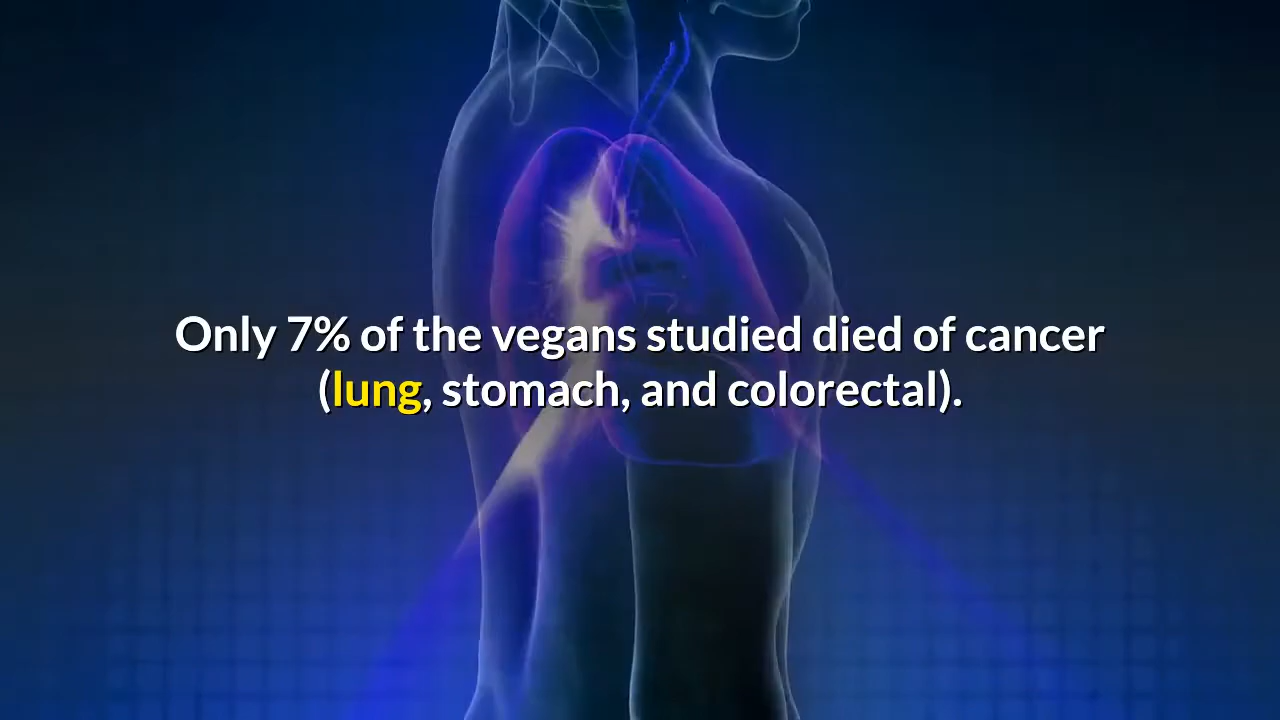 Only 7% of the vegans studied died of cancer
(lung, stomach, and colorectal).